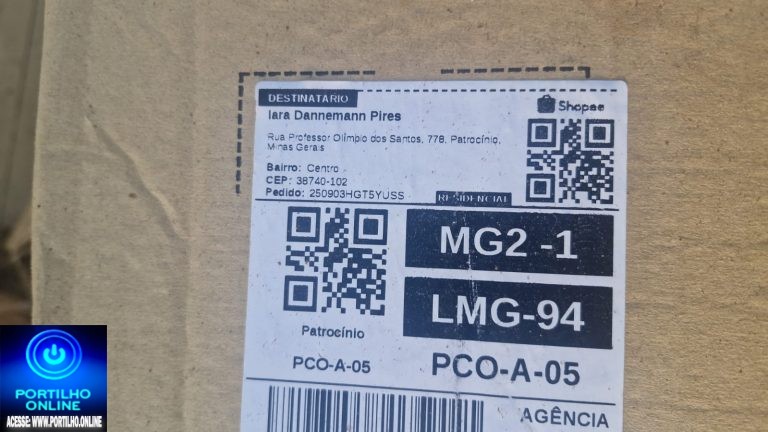 DESTINATÁRIO
Iara Dannemann Pires
Shopee
Rua Professor Olímpio dos Santos, 778, Patrocínio,
Minas Gerais
Bairro: Centro
CEP: 38740-102
Pedido: 250903HGT5YUSS
RESIDENCIAL
MG2 -1
LMG-94
Patrocínio
PCO-A-05
PCO-A-05
AGÊNCIA
PORTILHO
ONLINE
ACESSE: WWW.PORTILHO.ONLINE